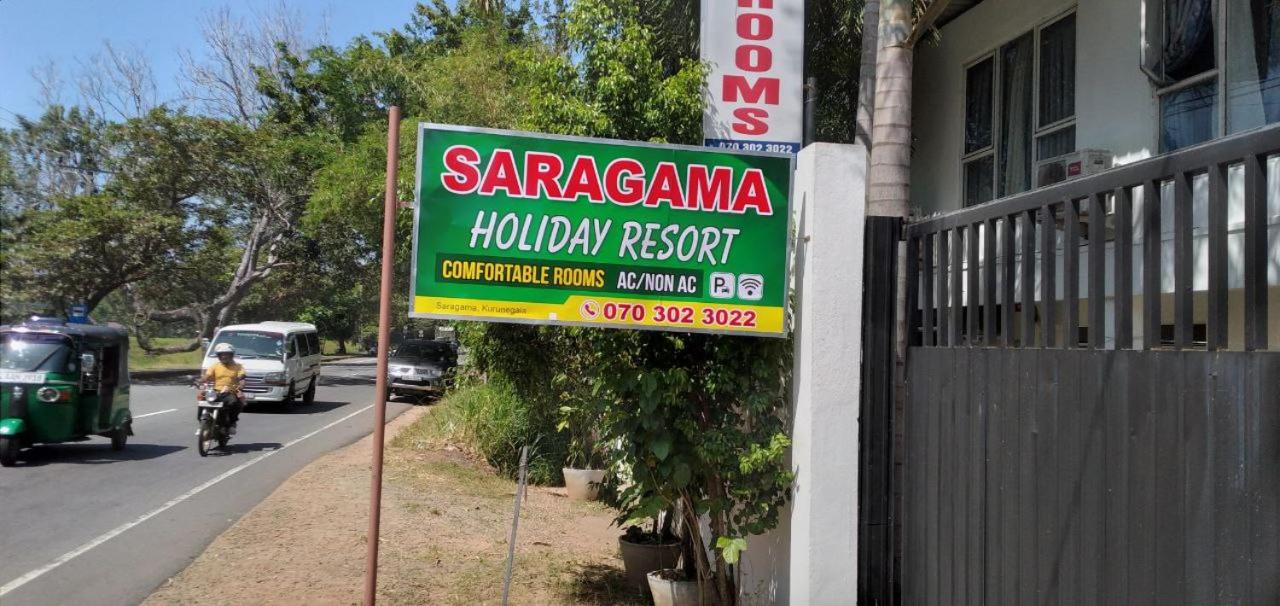 ROOMS
070 302 3022
SARAGAMA
HOLIDAY RESORT
COMFORTABLE ROOMS AC/NON AC P
Saragama, Kurunegala
070 302 3022